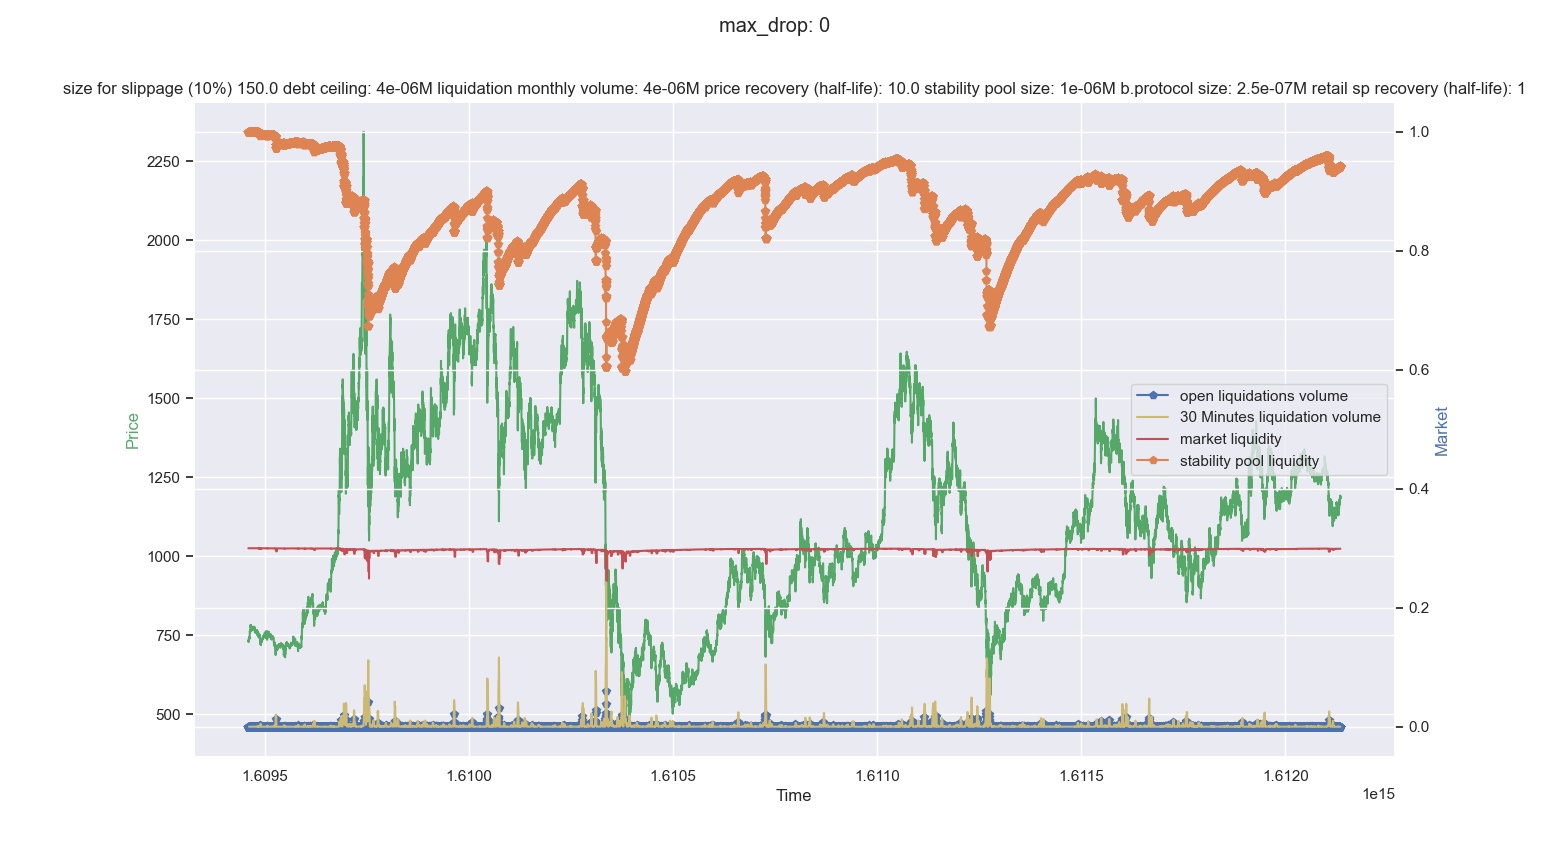 max_drop: 0
size for slippage (10%) 150.0 debt ceiling: 4e-06M liquidation monthly volume: 4e-06M price recovery (half-life): 10.0 stability pool size: 1e-06M b.protocol size: 2.5e-07M retail sp recovery (half-life): 1
2250
2000
1750
1500
1250
1000
750
500
Price
1.0
0.8
0.6
0.4
0.2
0.0
Market
open liquidations volume
30 Minutes liquidation volume
market liquidity
stability pool liquidity
1.6095
1.6100
1.6105
1.6110
1.6115
1.6120
Time
1e15